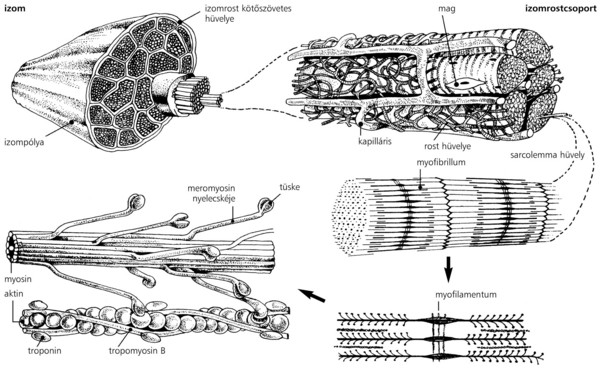 izom
izomrost kötőszövetes
hüvelye
mag
izomrostcsoport
izompólya
kapilláris
rost hüvelye
sarcolemma hüvely
myofibrillum
meromyosin
nyelecskéje
tüske
myosin
aktin
troponin
tropomyosin B
myofilamentum